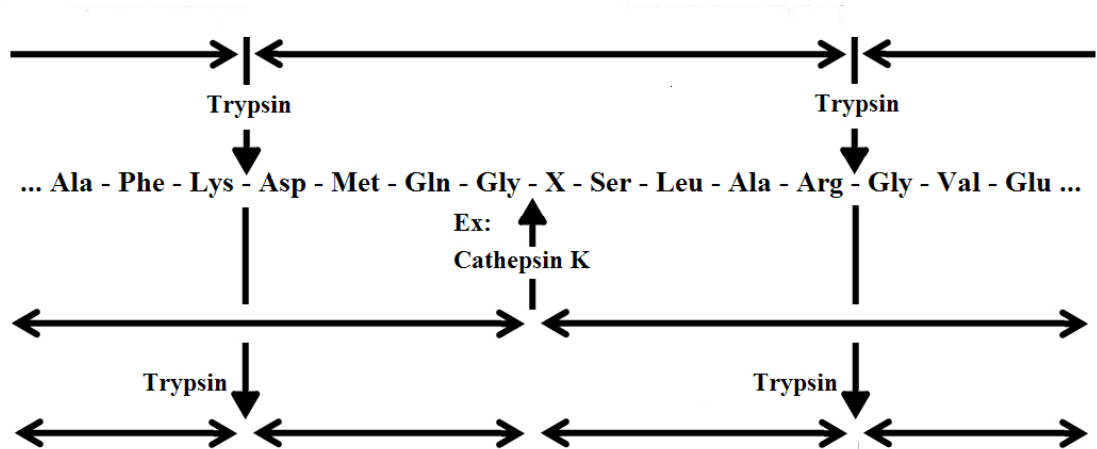 Trypsin Trypsin
... Ala - Phe - Lys - Asp - Met - Gln - Gly - X - Ser - Leu - Ala - Arg - Gly - Val - Glu ...
Ex:
Cathepsin K
Trypsin Trypsin